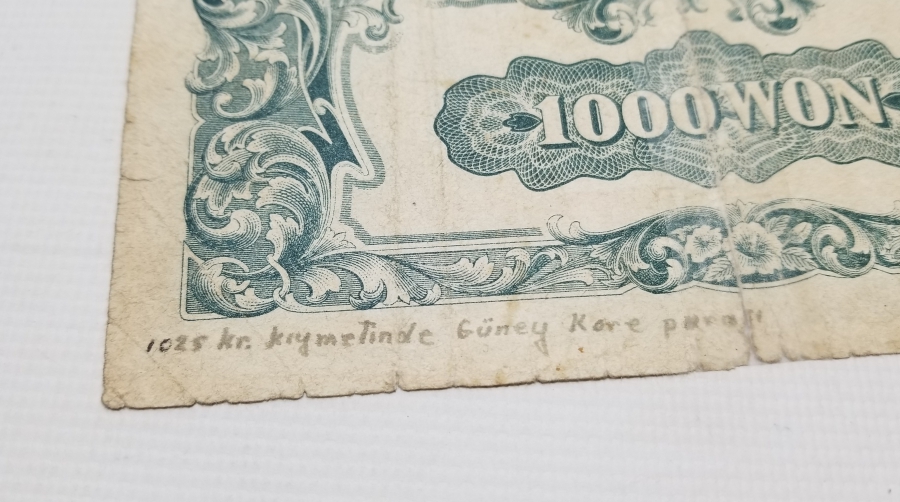 1000 WON
1025 kr. kıymetinde Güney Kore parası